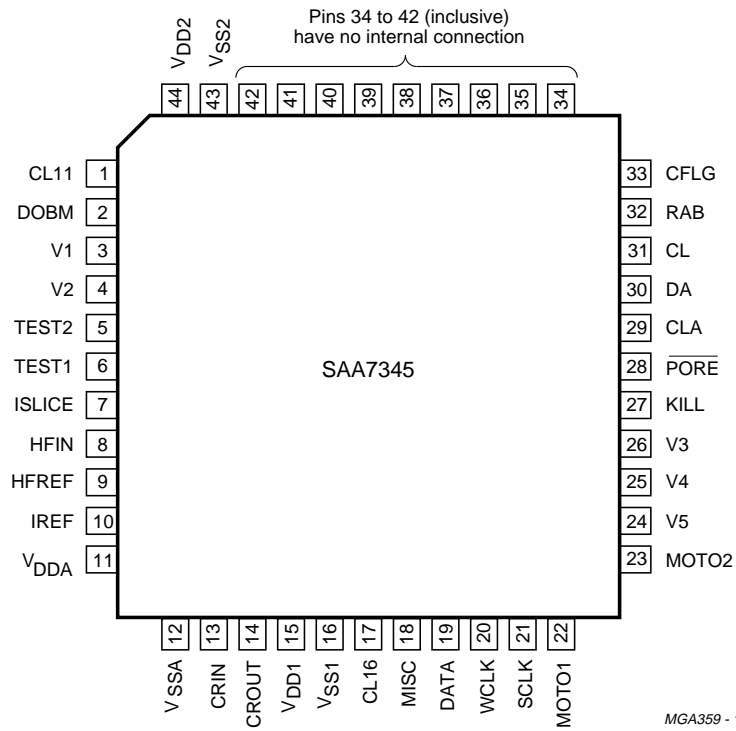 Pins 34 to 42 (inclusive)
have no internal connection
VDD2
VSS2
44
43
42
41
40
39
38
37
36
35
34
CL11 1
DOBM 2
V1 3
V2 4
TEST2 5
TEST1 6
ISLICE 7
HFIN 8
HFREF 9
IREF 10
VDDA 11
SAA7345
33 CFLG
32 RAB
31 CL
30 DA
29 CLA
28 PORE
27 KILL
26 V3
25 V4
24 V5
23 MOTO2
12
13
14
15
16
17
18
19
20
21
22
VSSA
CRIN
CROUT
VDD1
VSS1
CL16
MISC
DATA
WCLK
SCLK
MOTO1